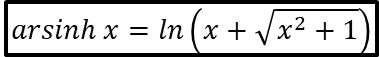 arsinh x = ln(x + √(x² + 1))